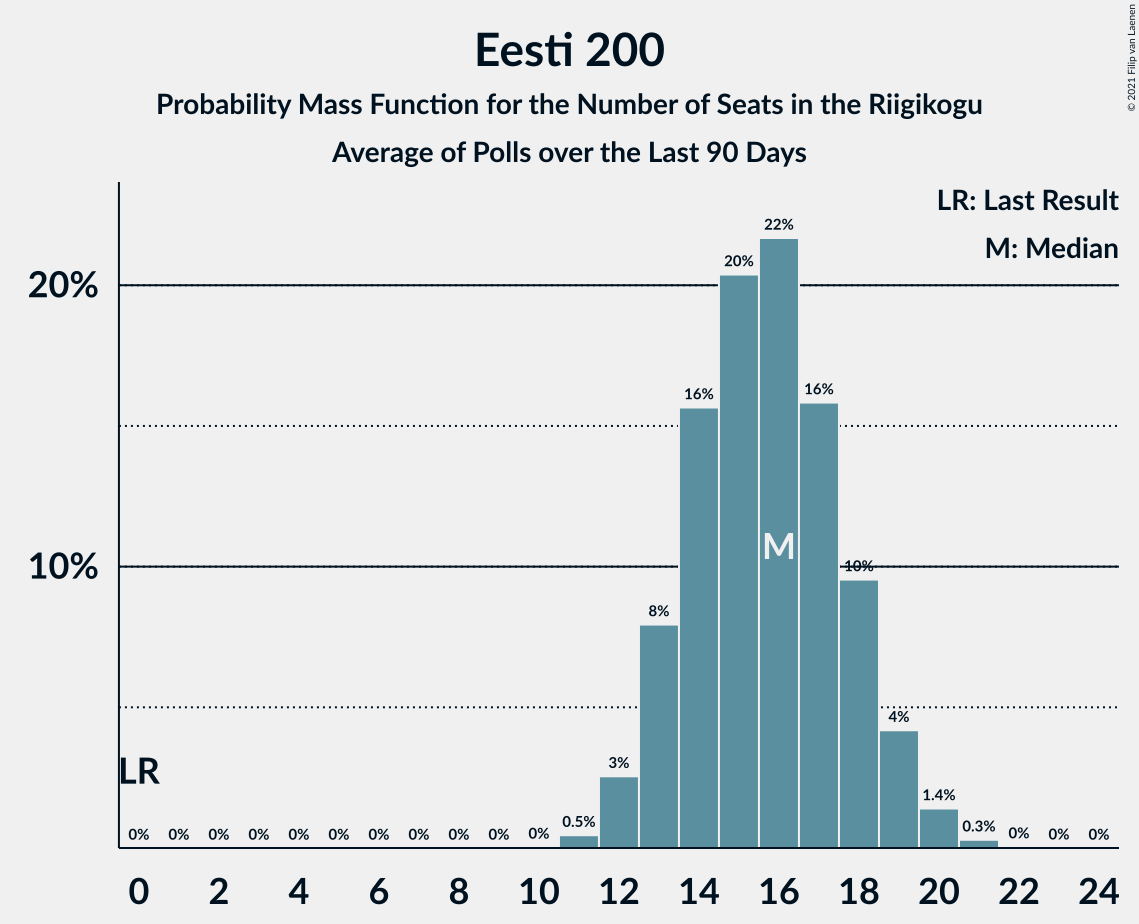 Eesti 200
Probability Mass Function for the Number of Seats in the Riigikogu
Average of Polls over the Last 90 Days
© 2021 Filip van Laenen
LR: Last Result
M: Median
22%
20%
20%
16%
16%
M
10%
10%
8%
4%
LR
3%
1.4%
0.5%
0.3%
0% 0% 0% 0% 0% 0% 0% 0% 0% 0% 0% 0% 0% 0%
0 2 4 6 8 10 12 14 16 18 20 22 24